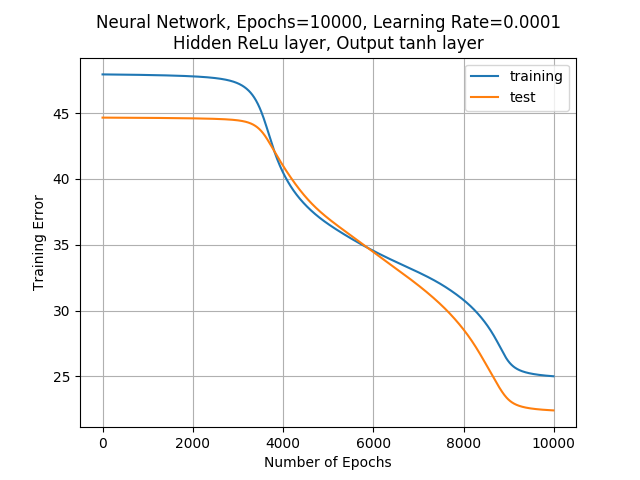 Neural Network, Epochs=10000, Learning Rate=0.0001
Hidden ReLu layer, Output tanh layer
training
test
45
40
35
30
25
Training Error
0 2000 4000 6000 8000 10000
Number of Epochs